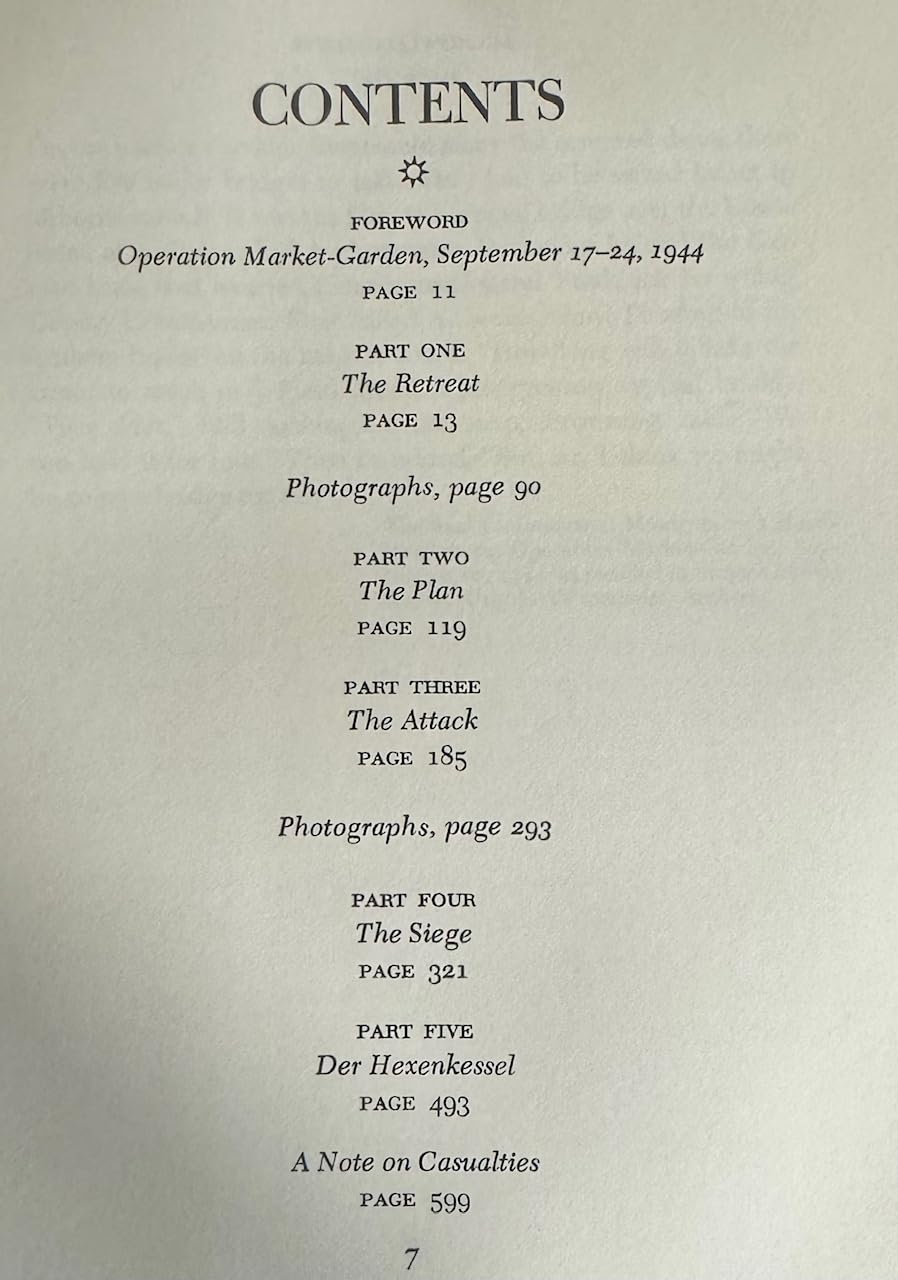 CONTENTS
FOREWORD
Operation Market-Garden, September 17–24, 1944
PAGE 11
PART ONE
The Retreat
PAGE 13
Photographs, page 90
PART TWO
The Plan
PAGE 119
PART THREE
The Attack
PAGE 185
Photographs, page 293
PART FOUR
The Siege
PAGE 321
PART FIVE
Der Hexenkessel
PAGE 493
A Note on Casualties
PAGE 599
7